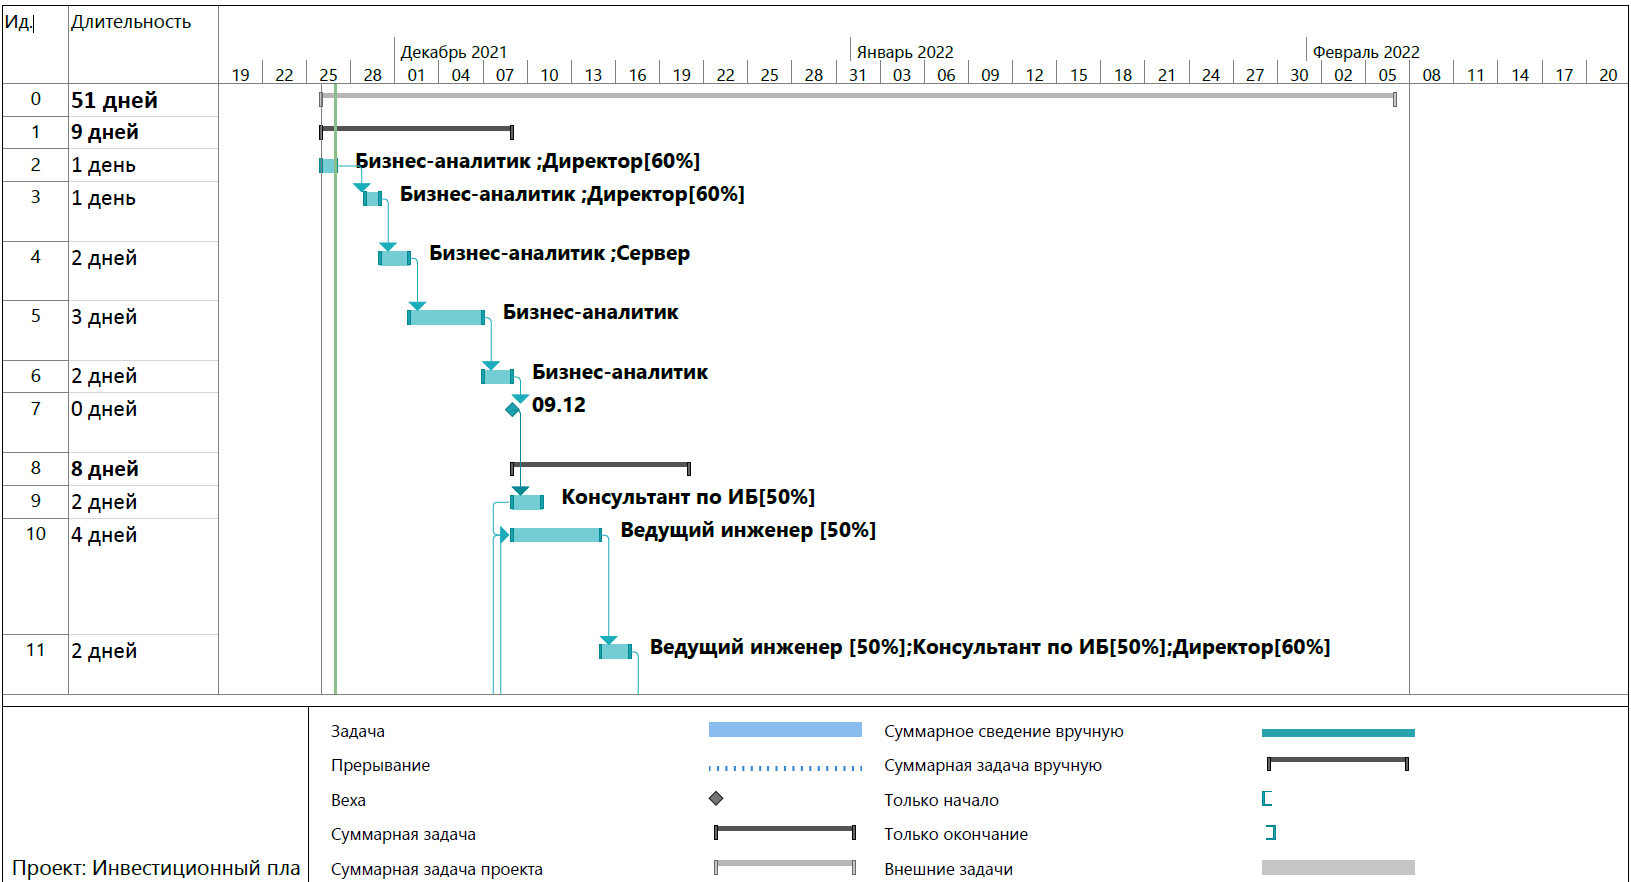 Ид. Длительность
Декабрь 2021 Январь 2022 Февраль 2022
19 22 25 28 01 04 07 10 13 16 19 22 25 28 31 03 06 09 12 15 18 21 24 27 30 02 05 08 11 14 17 20
0 51 дней
1 9 дней
2 1 день Бизнес-аналитик ;Директор[60%]
3 1 день Бизнес-аналитик ;Директор[60%]
4 2 дней Бизнес-аналитик ;Сервер
5 3 дней Бизнес-аналитик
6 2 дней Бизнес-аналитик
7 0 дней 09.12
8 8 дней
9 2 дней Консультант по ИБ[50%]
10 4 дней Ведущий инженер [50%]
11 2 дней Ведущий инженер [50%];Консультант по ИБ[50%];Директор[60%]
Задача Суммарное сведение вручную
Прерывание Суммарная задача вручную
Веха Только начало
Суммарная задача Только окончание
Проект: Инвестиционный пла Суммарная задача проекта Внешние задачи